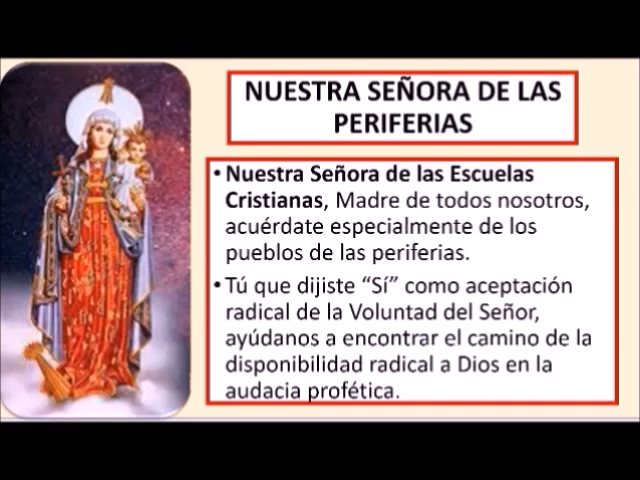 NUESTRA SEÑORA DE LAS
PERIFERIAS
• Nuestra Señora de las Escuelas
Cristianas, Madre de todos nosotros,
acuérdate especialmente de los
pueblos de las periferias.
• Tú que dijiste “Sí” como aceptación
radical de la Voluntad del Señor,
ayúdanos a encontrar el camino de la
disponibilidad radical a Dios en la
audacia profética.